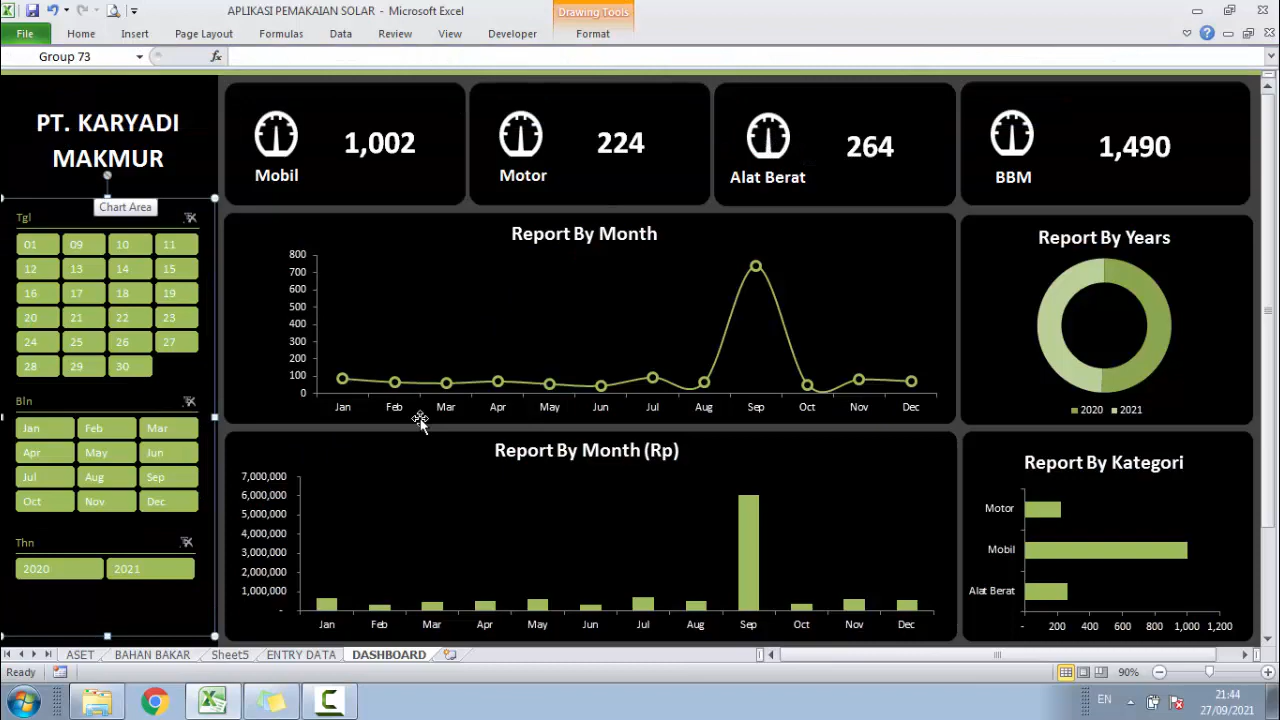 APLIKASI PEMAKAIAN SOLAR - Microsoft Excel
Drawing Tools
File Home Insert Page Layout Formulas Data Review View Developer Format
Group 73
fx
PT. KARYADI
MAKMUR
Chart Area
Tgl
01 09 10 11
12 13 14 15
16 17 18 19
20 21 22 23
24 25 26 27
28 29 30
Bln
Jan Feb Mar
Apr May Jun
Jul Aug Sep
Oct Nov Dec
Thn
2020 2021
1,002
Mobil
224
Motor
264
Alat Berat
1,490
BBM
Report By Month
800
700
600
500
400
300
200
100
0
Jan Feb Mar Apr May Jun Jul Aug Sep Oct Nov Dec
Report By Years
2020 2021
Report By Month (Rp)
7,000,000
6,000,000
5,000,000
4,000,000
3,000,000
2,000,000
1,000,000
-
Jan Feb Mar Apr May Jun Jul Aug Sep Oct Nov Dec
Report By Kategori
Motor
Mobil
Alat Berat
- 200 400 600 800 1,000 1,200
ASET BAHAN BAKAR Sheet5 ENTRY DATA DASHBOARD
Ready
90%
EN
21:44
27/09/2021